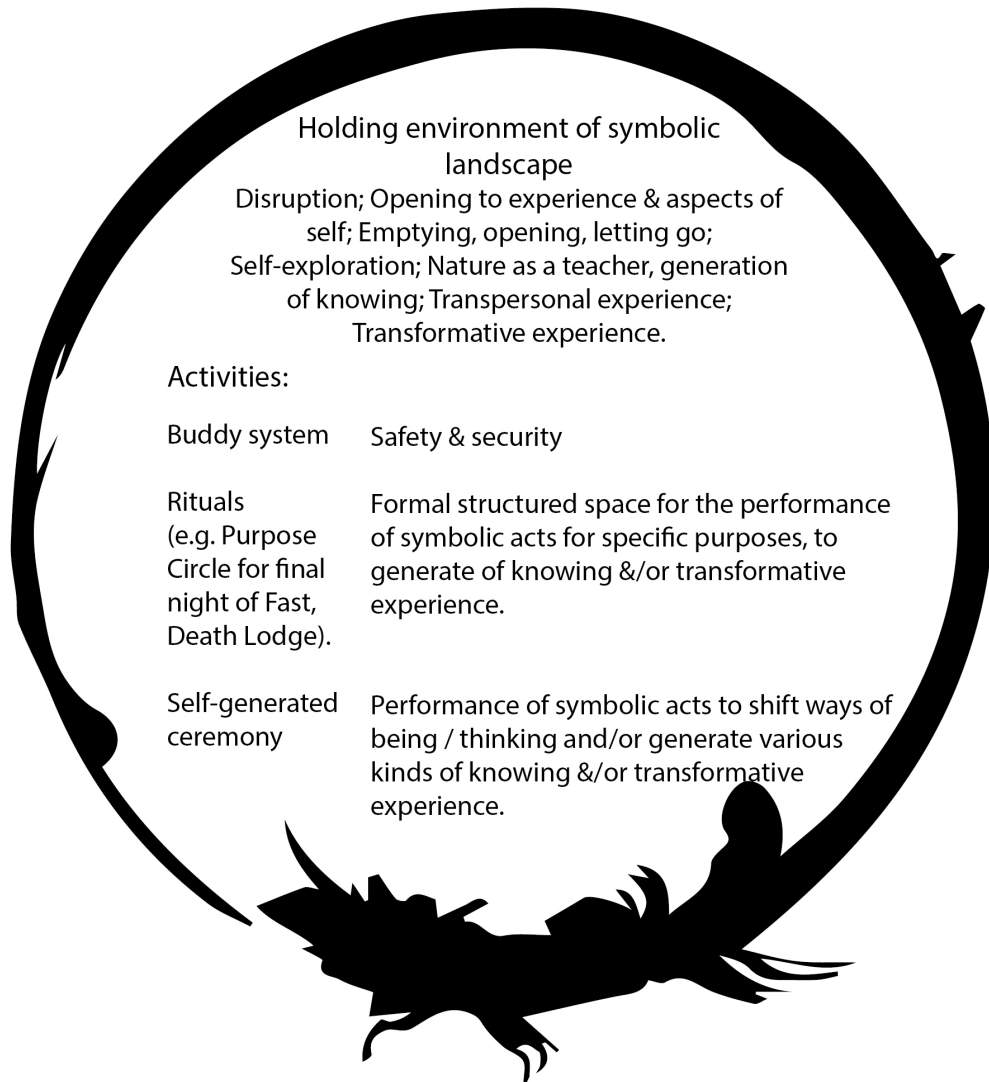 Holding environment of symbolic
landscape
Disruption; Opening to experience & aspects of
self; Emptying, opening, letting go;
Self-exploration; Nature as a teacher, generation
of knowing; Transpersonal experience;
Transformative experience.
Activities:
Buddy system
Safety & security
Rituals
(e.g. Purpose
Circle for final
night of Fast,
Death Lodge).
Formal structured space for the performance
of symbolic acts for specific purposes, to
generate of knowing &/or transformative
experience.
Self-generated
ceremony
Performance of symbolic acts to shift ways of
being / thinking and/or generate various
kinds of knowing &/or transformative
experience.